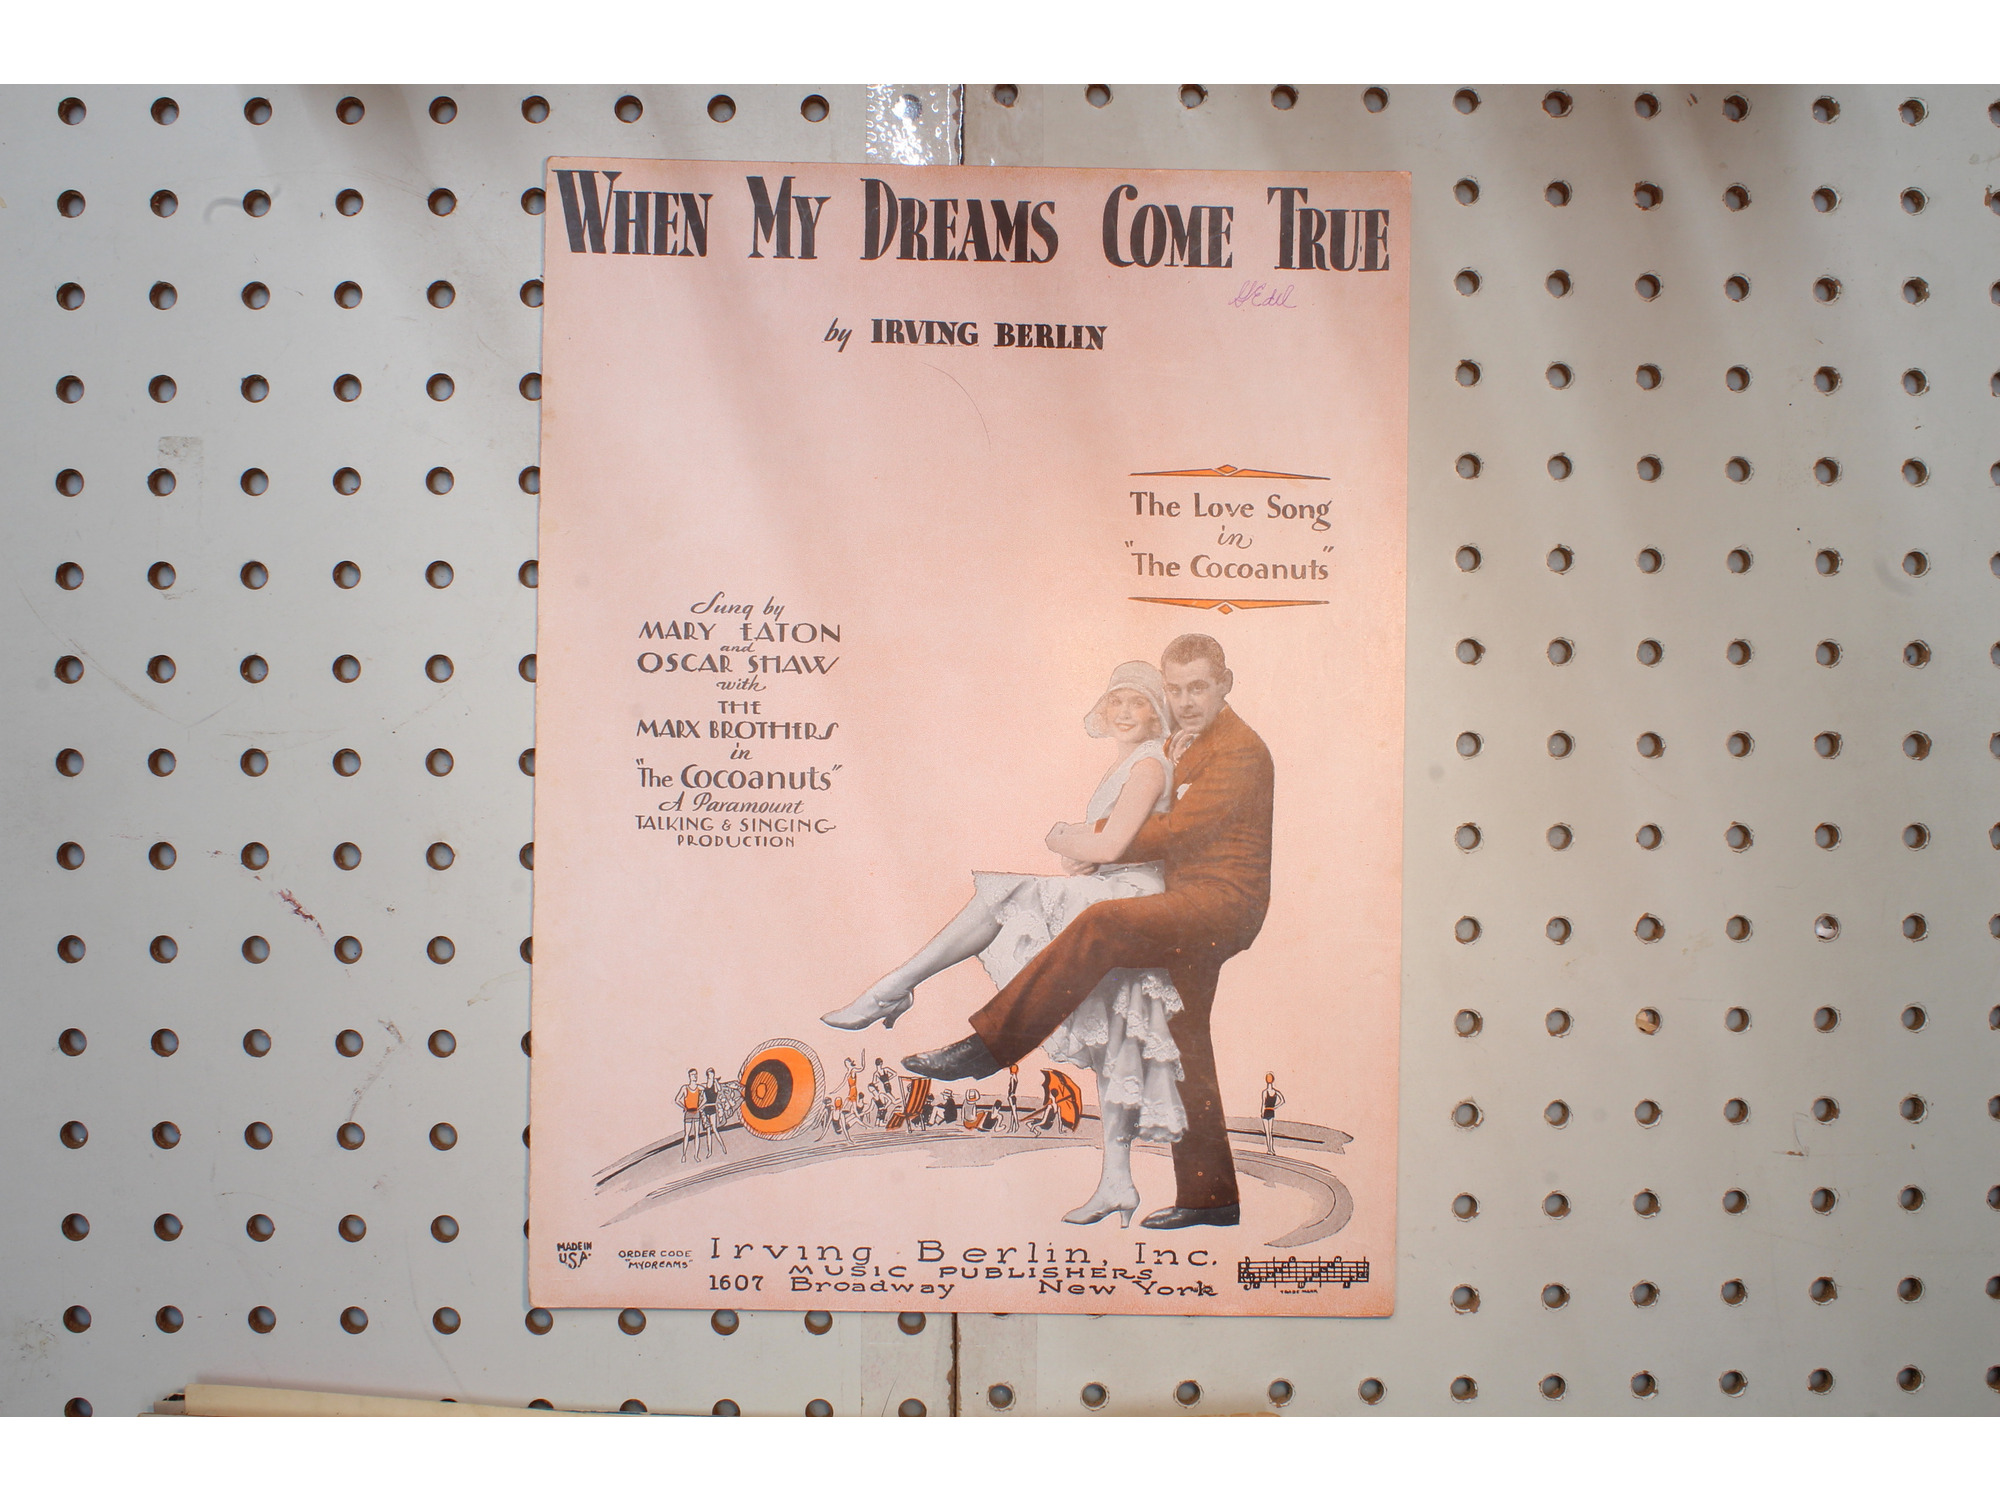 WHEN MY DREAMS COME TRUE
by IRVING BERLIN
The Love Song
in
"The Cocoanuts"
Sung by
MARY EATON
and
OSCAR SHAW
with
THE
MARX BROTHERS
in
"The Cocoanuts"
A Paramount
TALKING & SINGING
PRODUCTION
MADE IN
U.S.A.
ORDER CODE
"MYDREAMS"
Irving Berlin, Inc.
MUSIC PUBLISHERS
1607 Broadway New York
TRADE MARK